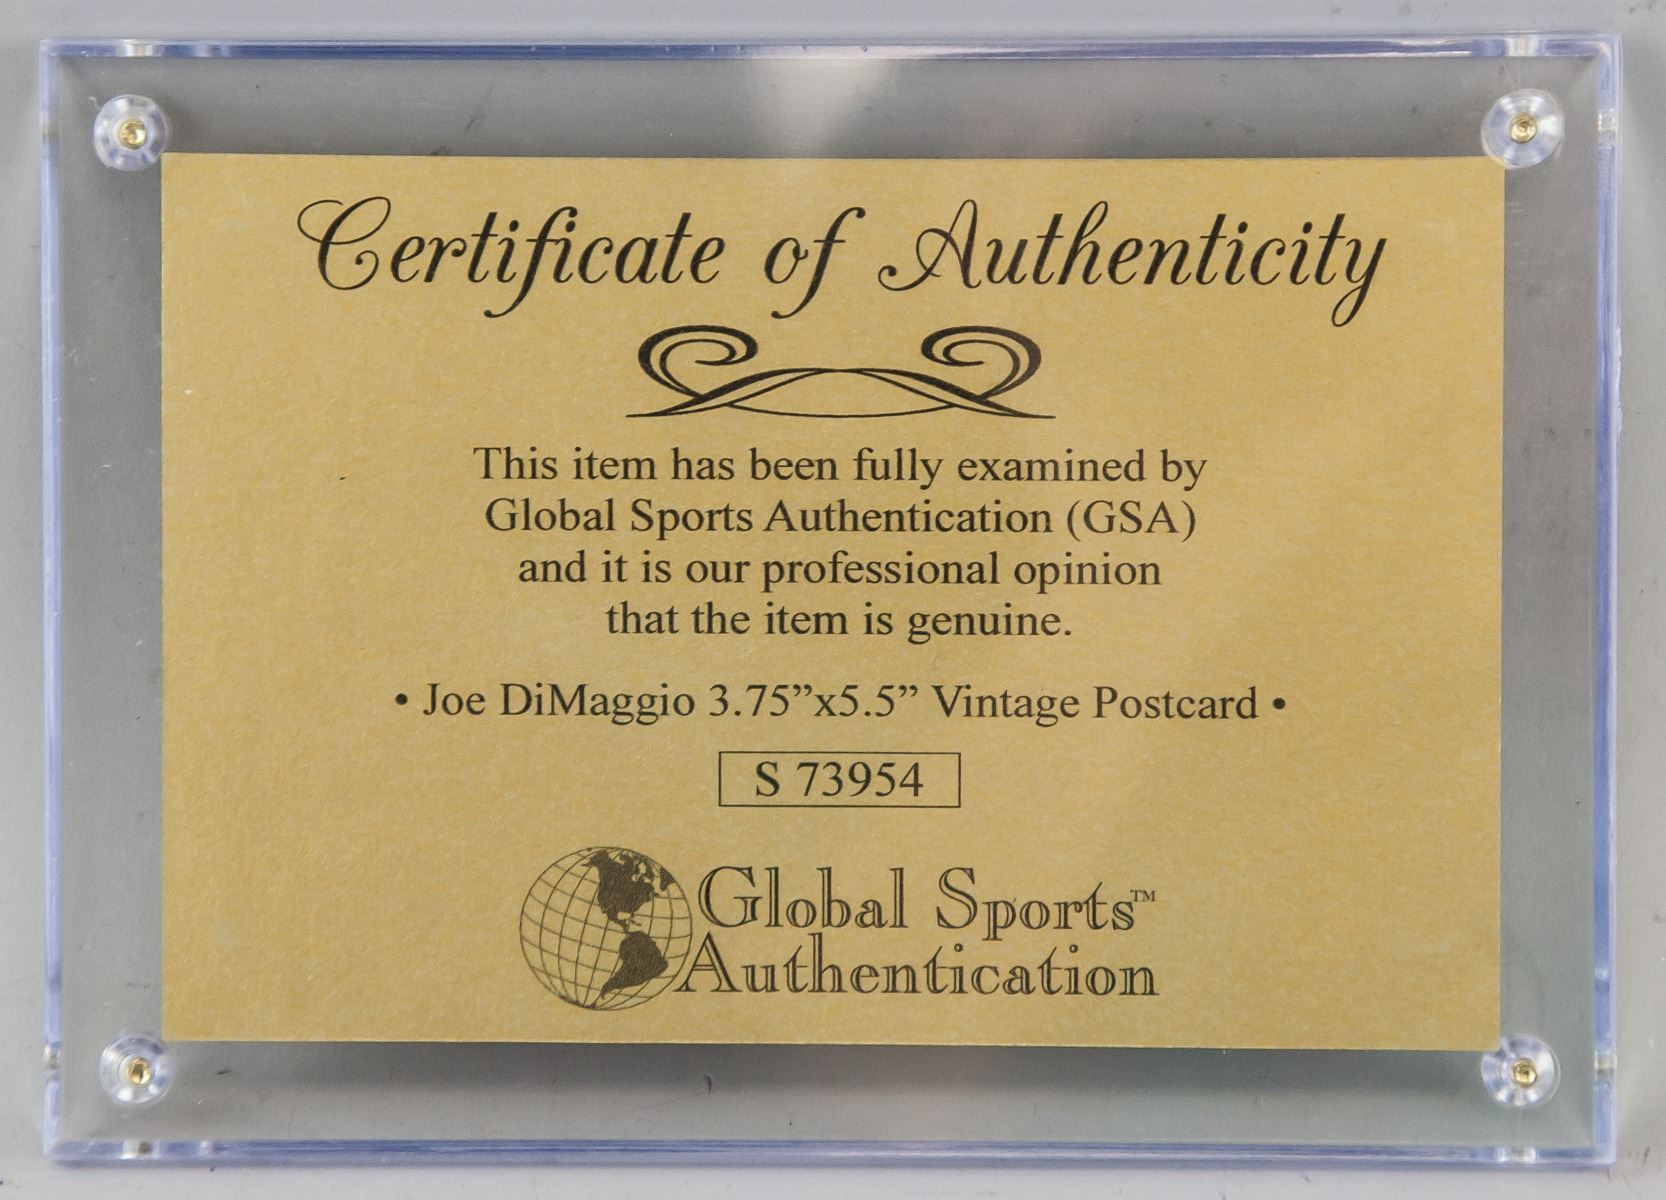 Certificate of Authenticity
This item has been fully examined by
Global Sports Authentication (GSA)
and it is our professional opinion
that the item is genuine.
• Joe DiMaggio 3.75”x5.5” Vintage Postcard •
S 73954
Global Sports™
Authentication